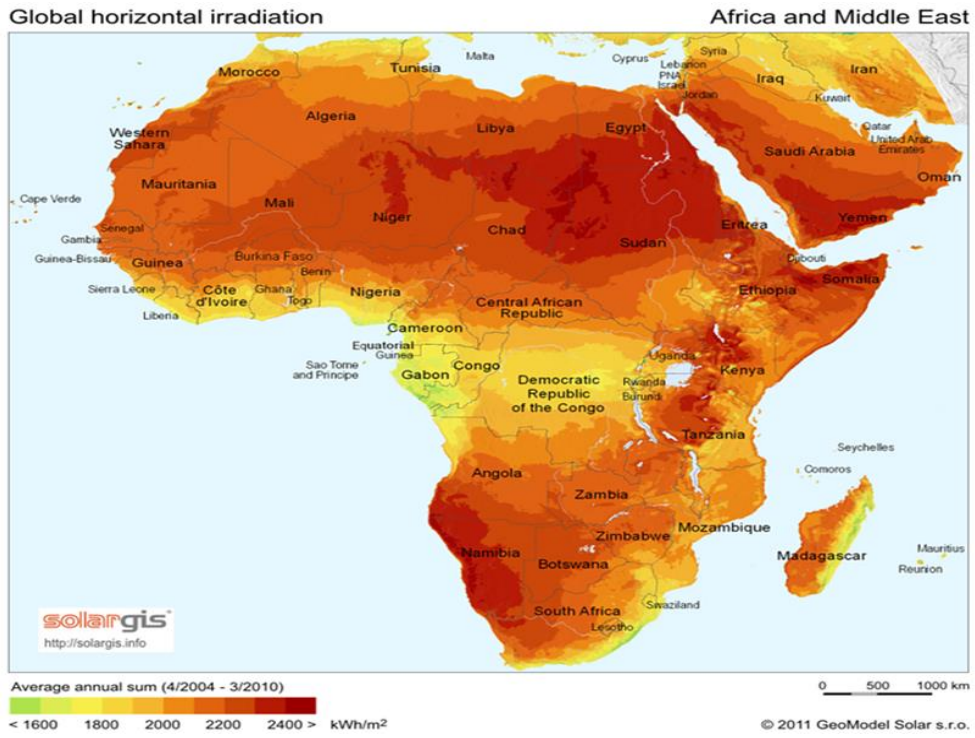 Global horizontal irradiation
Africa and Middle East
Malta
Cyprus
Syria
Lebanon
PNA
Israel
Jordan
Iraq
Iran
Kuwait
Morocco
Tunisia
Algeria
Libya
Egypt
Qatar
United Arab
Emirates
Western
Sahara
Saudi Arabia
Oman
Mauritania
Cape Verde
Mali
Niger
Chad
Sudan
Eritrea
Yemen
Senegal
Gambia
Guinea-Bissau
Guinea
Burkina Faso
Benin
Djibouti
Somalia
Sierra Leone
Côte
d'Ivoire
Ghana
Togo
Nigeria
Ethiopia
Liberia
Central African
Republic
Cameroon
Equatorial
Guinea
Sao Tome
and Principe
Gabon
Congo
Uganda
Kenya
Democratic
Republic
of the Congo
Rwanda
Burundi
Tanzania
Seychelles
Comoros
Angola
Zambia
Mozambique
Zimbabwe
Namibia
Botswana
Madagascar
Mauritius
Reunion
South Africa
Swaziland
Lesotho
solargis
http://solargis.info
Average annual sum (4/2004 - 3/2010)
< 1600 1800 2000 2200 2400 > kWh/m²
0 500 1000 km
© 2011 GeoModel Solar s.r.o.